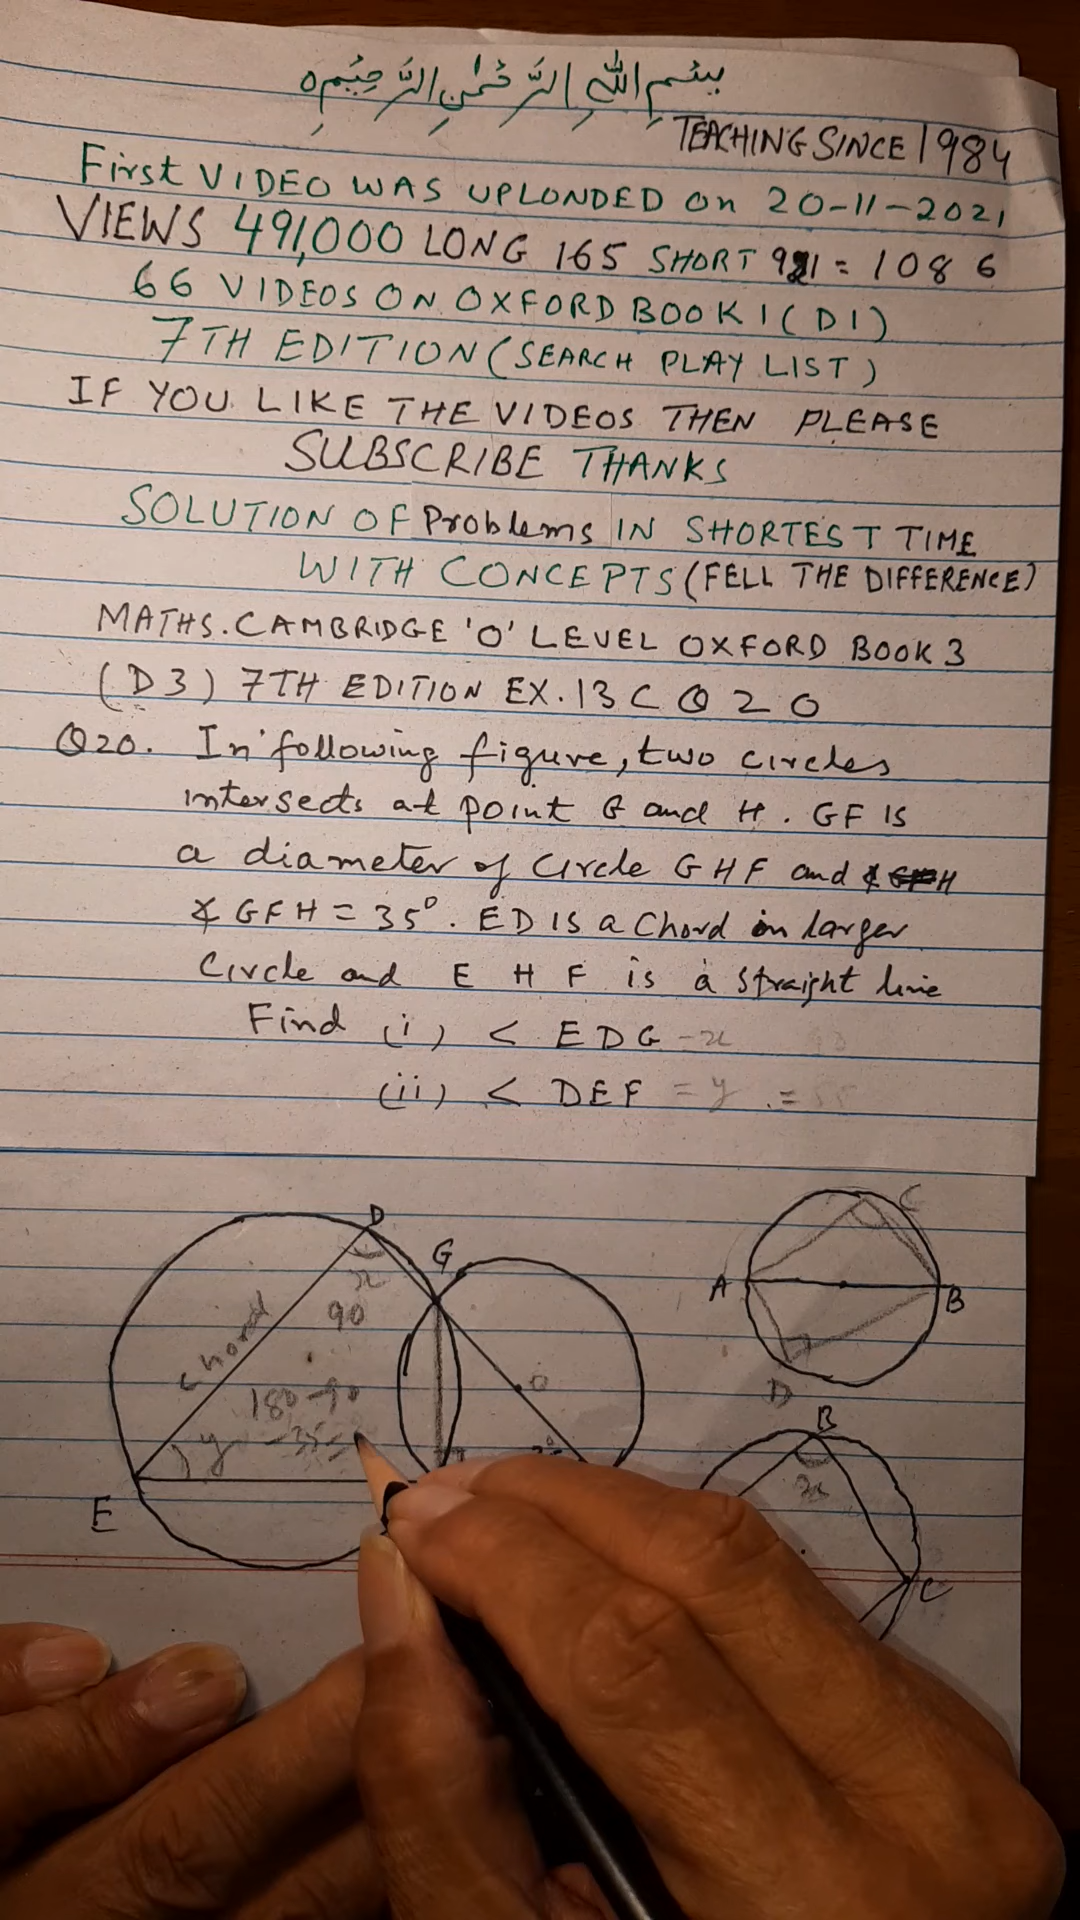 بِسْمِ اللهِ الرَّحْمٰنِ الرَّحِيْمِ ه
TEACHING SINCE 1984
First VIDEO WAS UPLONDED On 20-11-2021
VIEWS 491,000 LONG 165 SHORT 921 = 1086
66 VIDEOS ON OXFORD BOOK 1 (D1)
7TH EDITION (SEARCH PLAY LIST)
IF YOU LIKE THE VIDEOS THEN PLEASE
SUBSCRIBE THANKS
SOLUTION OF Problems IN SHORTEST TIME
WITH CONCEPTS (FELL THE DIFFERENCE)
MATHS. CAMBRIDGE 'O' LEVEL OXFORD BOOK 3
(D3) 7TH EDITION EX. 13 C Q 20
Q20. In following figure, two circles
intersects at point G and H. GF IS
a diameter of Circle GHF and
∡ GFH = 35°. ED IS a Chord in larger
Circle and E H F is a straight line
Find (i) < EDG = x 90
(ii) < DEF = y = 55
D
G
C
A
B
x
90
chord
O
180-90
-35=
y
D
B
E
2x
C